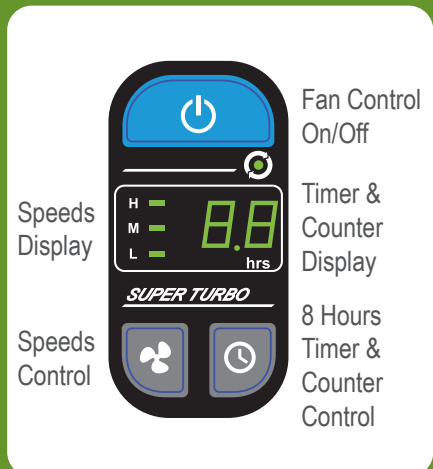 Fan Control
On/Off
H
M
L
8.8
hrs
Speeds
Display
Timer &
Counter
Display
SUPER TURBO
Speeds
Control
8 Hours
Timer &
Counter
Control